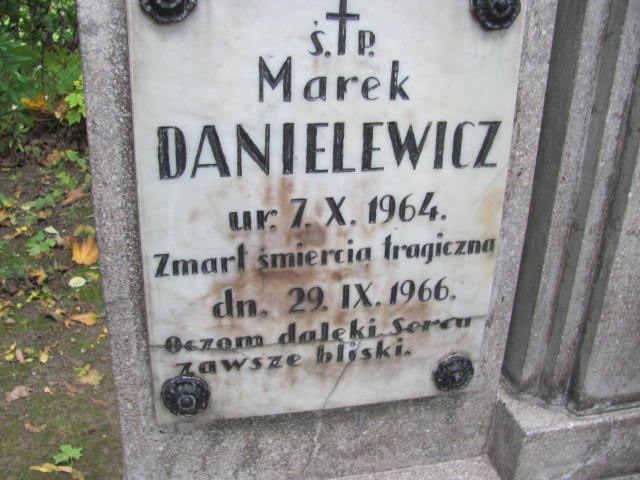 Ś.P.
Marek
DANIELEWICZ
ur. 7. X. 1964.
Zmarł śmiercią tragiczną
dn. 29. IX. 1966.
Oczom daleki Sercu
zawsze bliski.